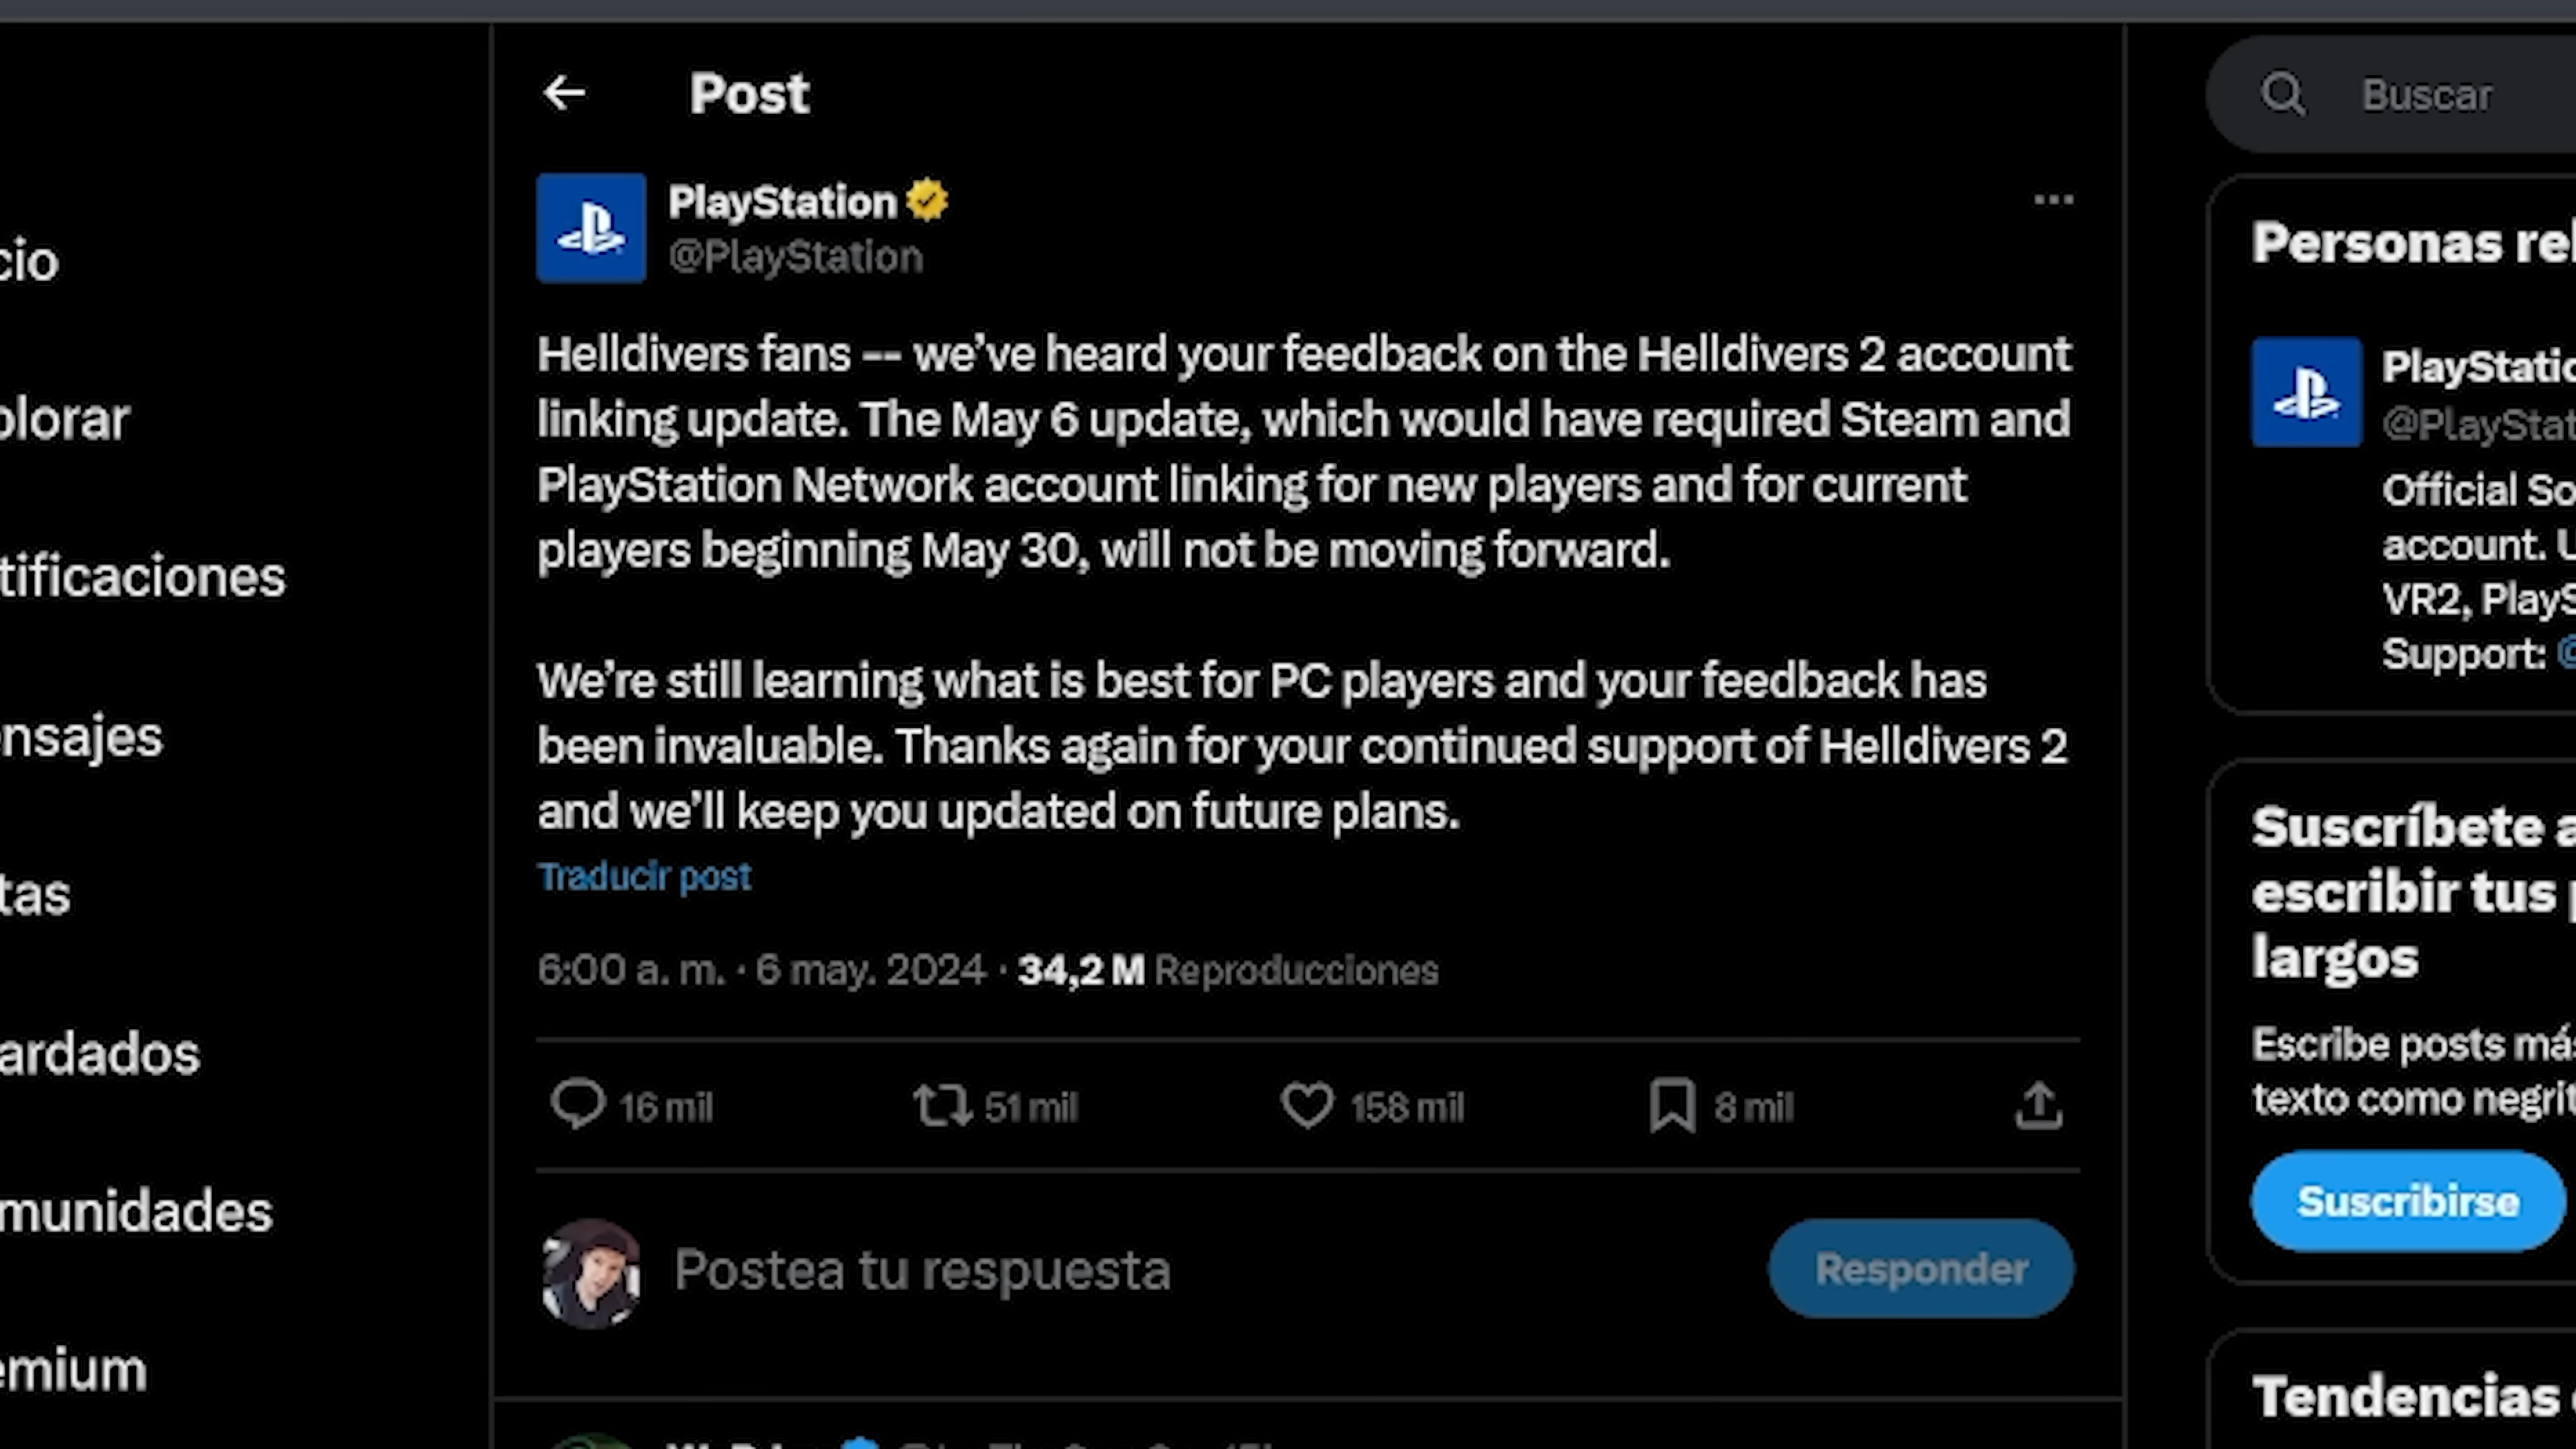 Post
Buscar
PlayStation
@PlayStation
Helldivers fans -- we've heard your feedback on the Helldivers 2 account
linking update. The May 6 update, which would have required Steam and
PlayStation Network account linking for new players and for current
players beginning May 30, will not be moving forward.
We're still learning what is best for PC players and your feedback has
been invaluable. Thanks again for your continued support of Helldivers 2
and we'll keep you updated on future plans.
Traducir post
6:00 a. m. · 6 may. 2024 · 34,2 M Reproducciones
16 mil
51 mil
158 mil
8 mil
Postea tu respuesta
Responder
cio
plorar
tificaciones
ensajes
tas
ardados
munidades
emium
Personas rel
PlayStatio
@PlayStat
Official So
account. U
VR2, PlayS
Support: @
Suscríbete a
escribir tus p
largos
Escribe posts más
texto como negrit
Suscribirse
Tendencias